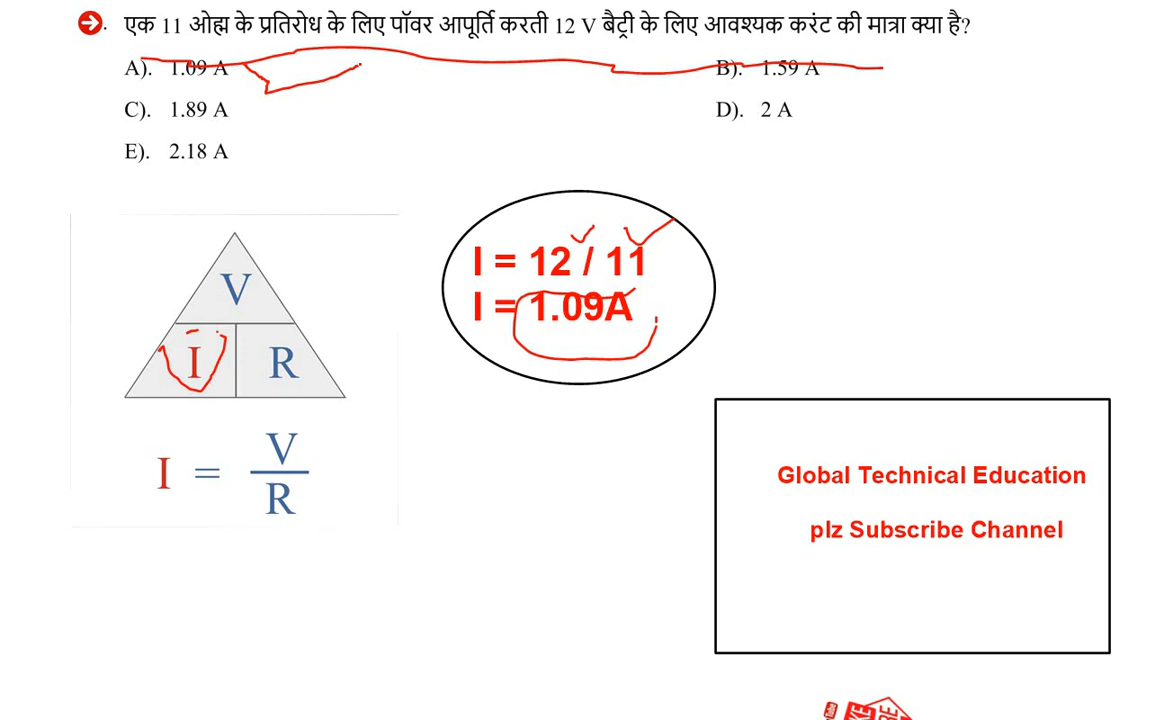 एक 11 ओह्म के प्रतिरोध के लिए पॉवर आपूर्ति करती 12 V बैट्री के लिए आवश्यक करंट की मात्रा क्या है?
A). 1.09 A B). 1.59 A
C). 1.89 A D). 2 A
E). 2.18 A
V
I R
I = V
R
I = 12 / 11
I = 1.09A
Global Technical Education
plz Subscribe Channel